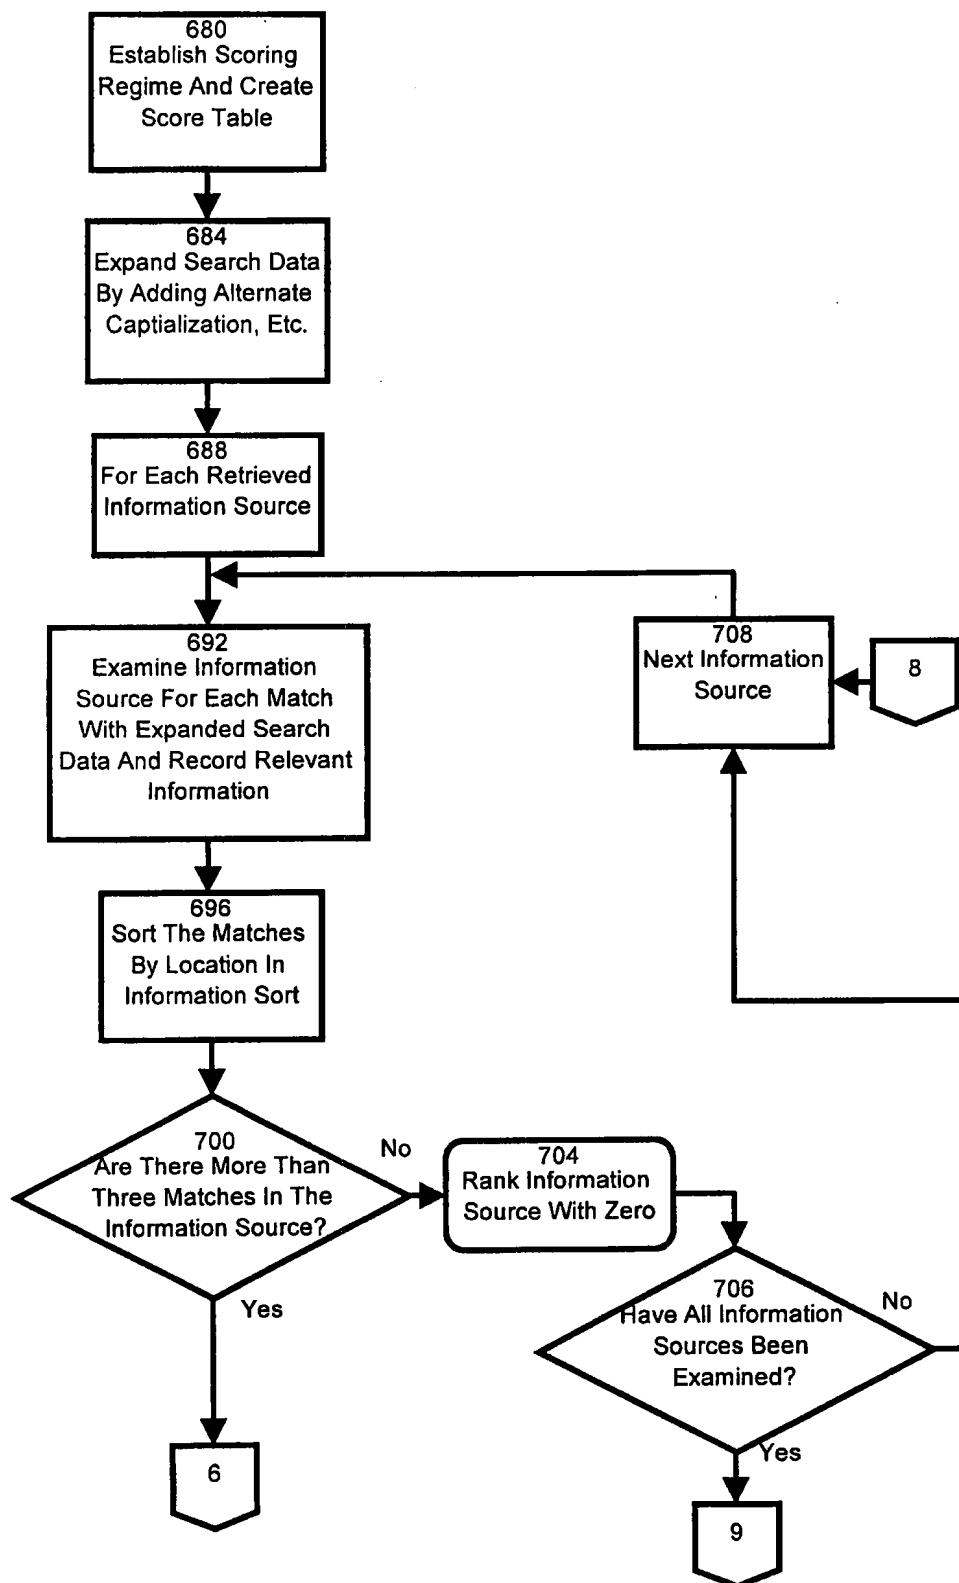 680
Establish Scoring
Regime And Create
Score Table
684
Expand Search Data
By Adding Alternate
Captialization, Etc.
688
For Each Retrieved
Information Source
692
Examine Information
Source For Each Match
With Expanded Search
Data And Record Relevant
Information
708
Next Information
Source
8
696
Sort The Matches
By Location In
Information Sort
700
Are There More Than
Three Matches In The
Information Source?
No
Yes
704
Rank Information
Source With Zero
706
Have All Information
Sources Been
Examined?
No
Yes
6
9